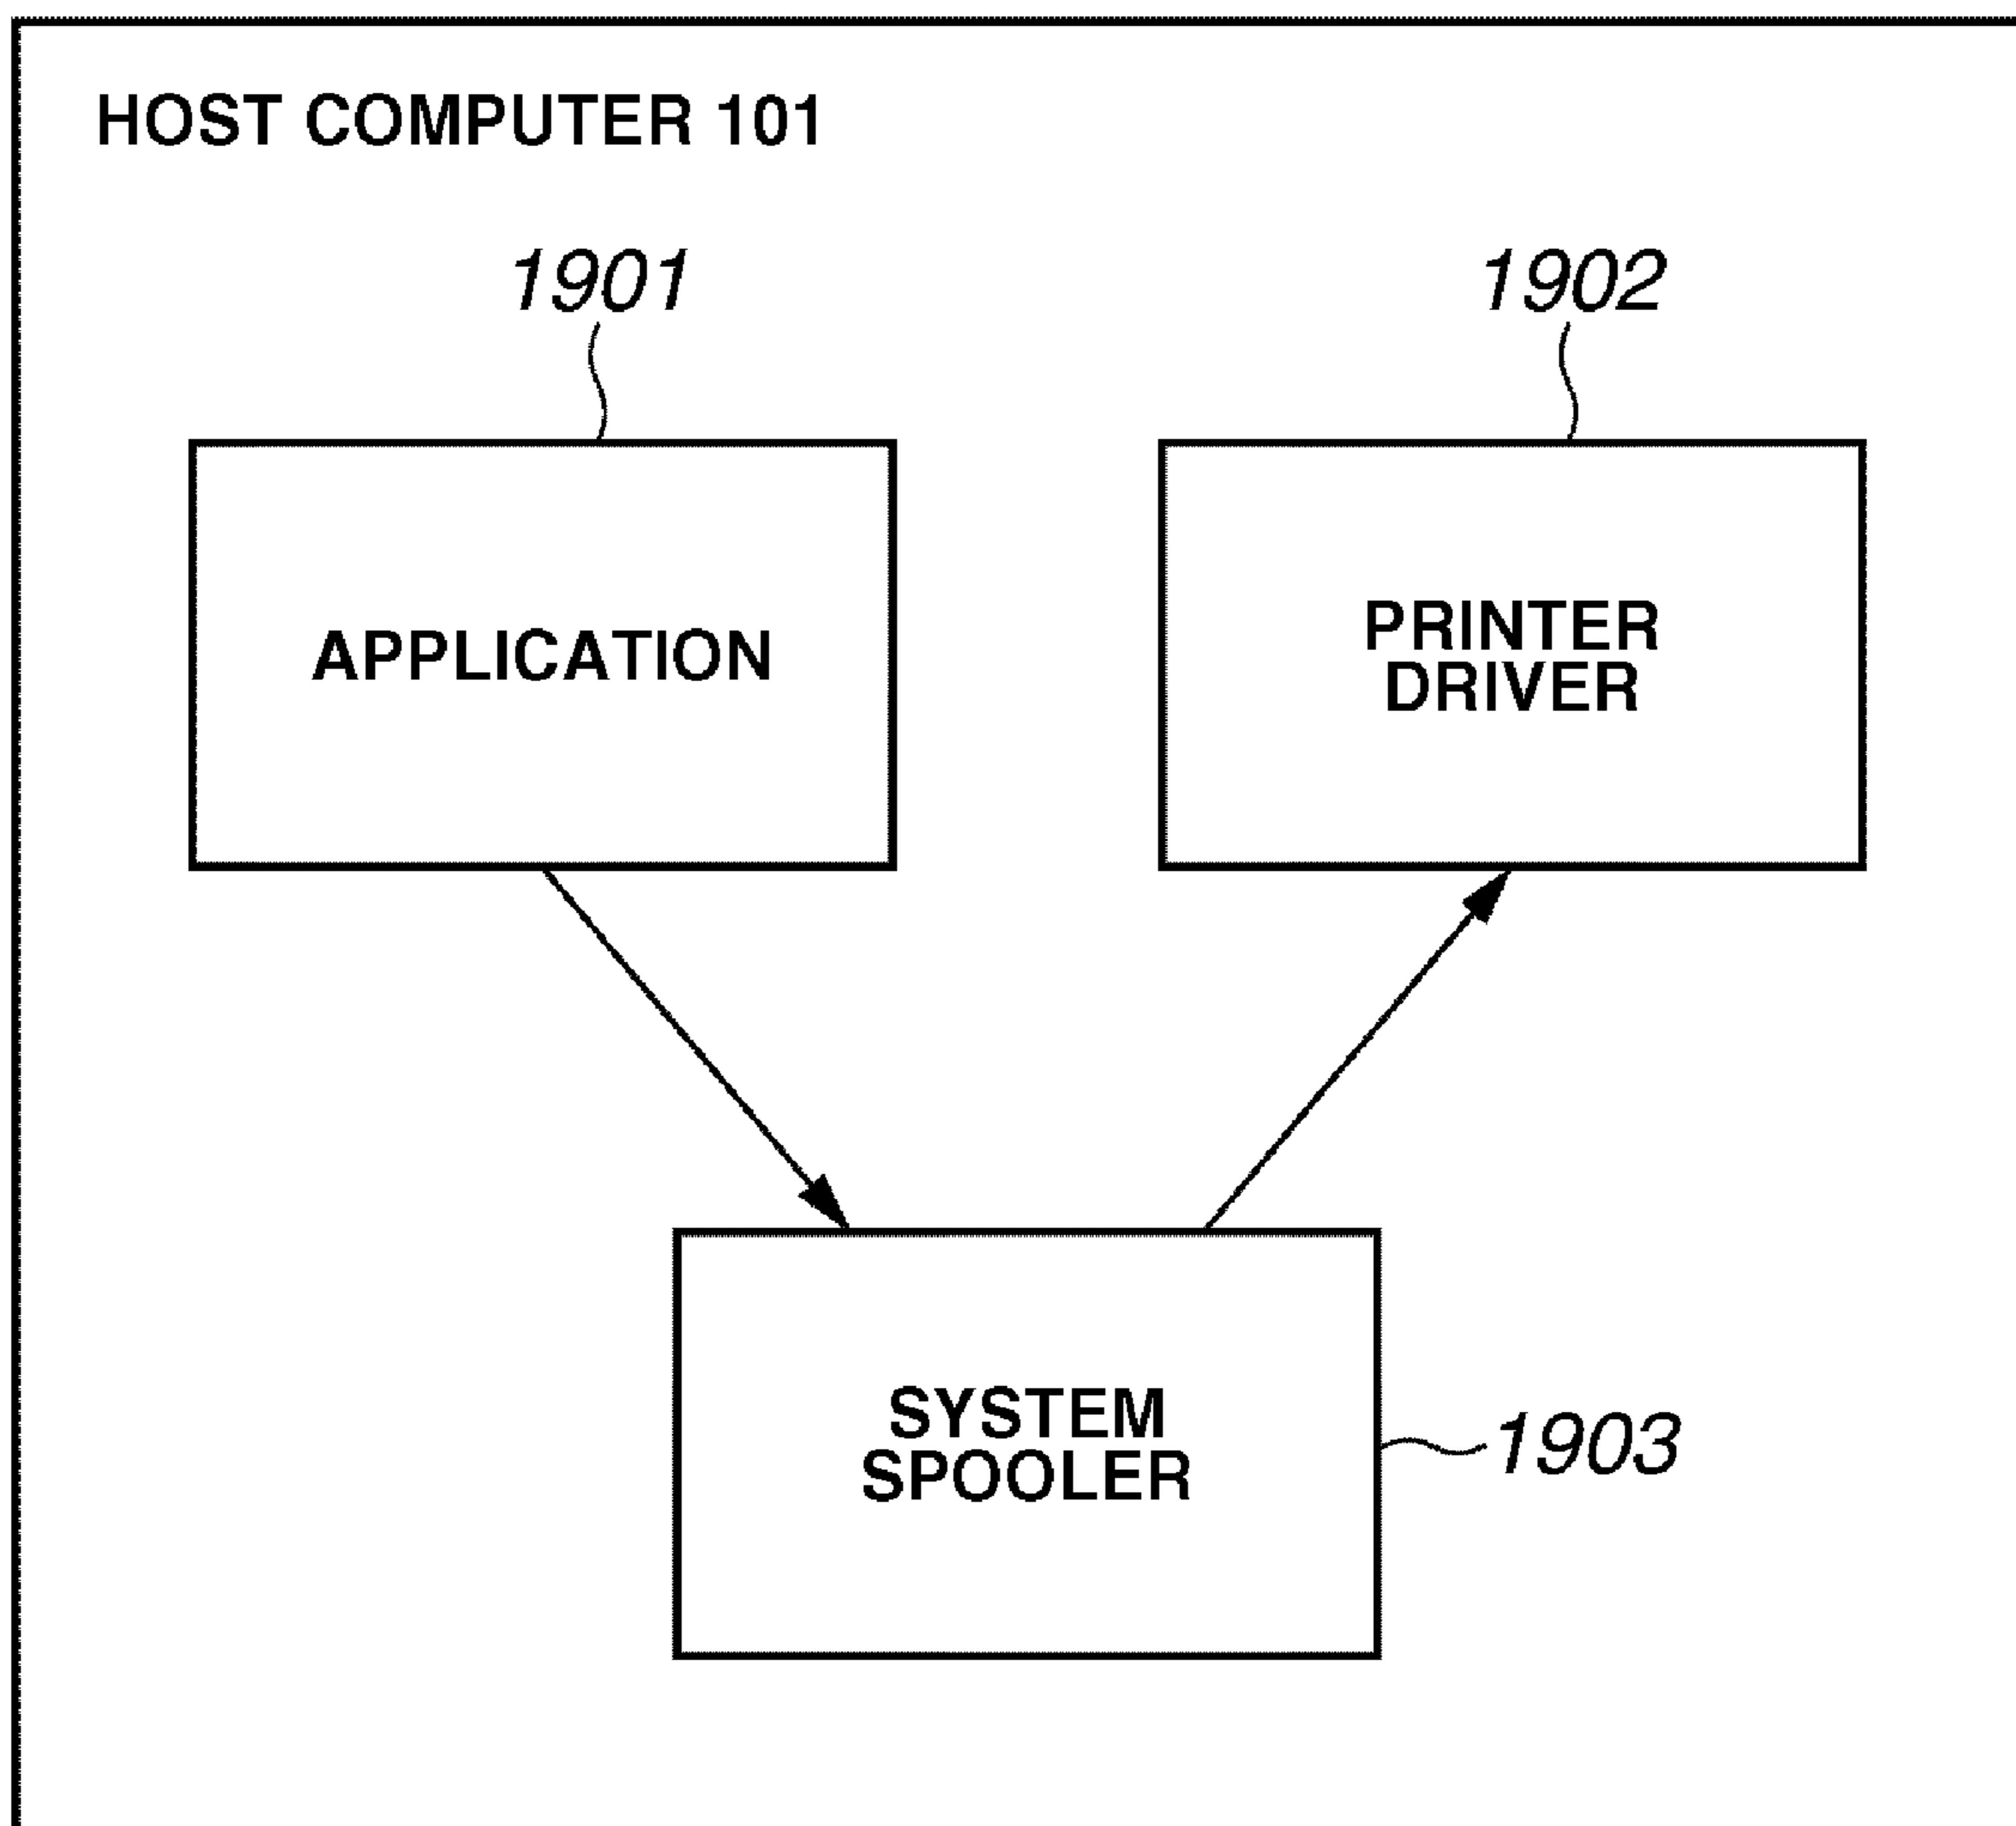 HOST COMPUTER 101
1901
1902
APPLICATION
PRINTER
DRIVER
SYSTEM
SPOOLER
1903